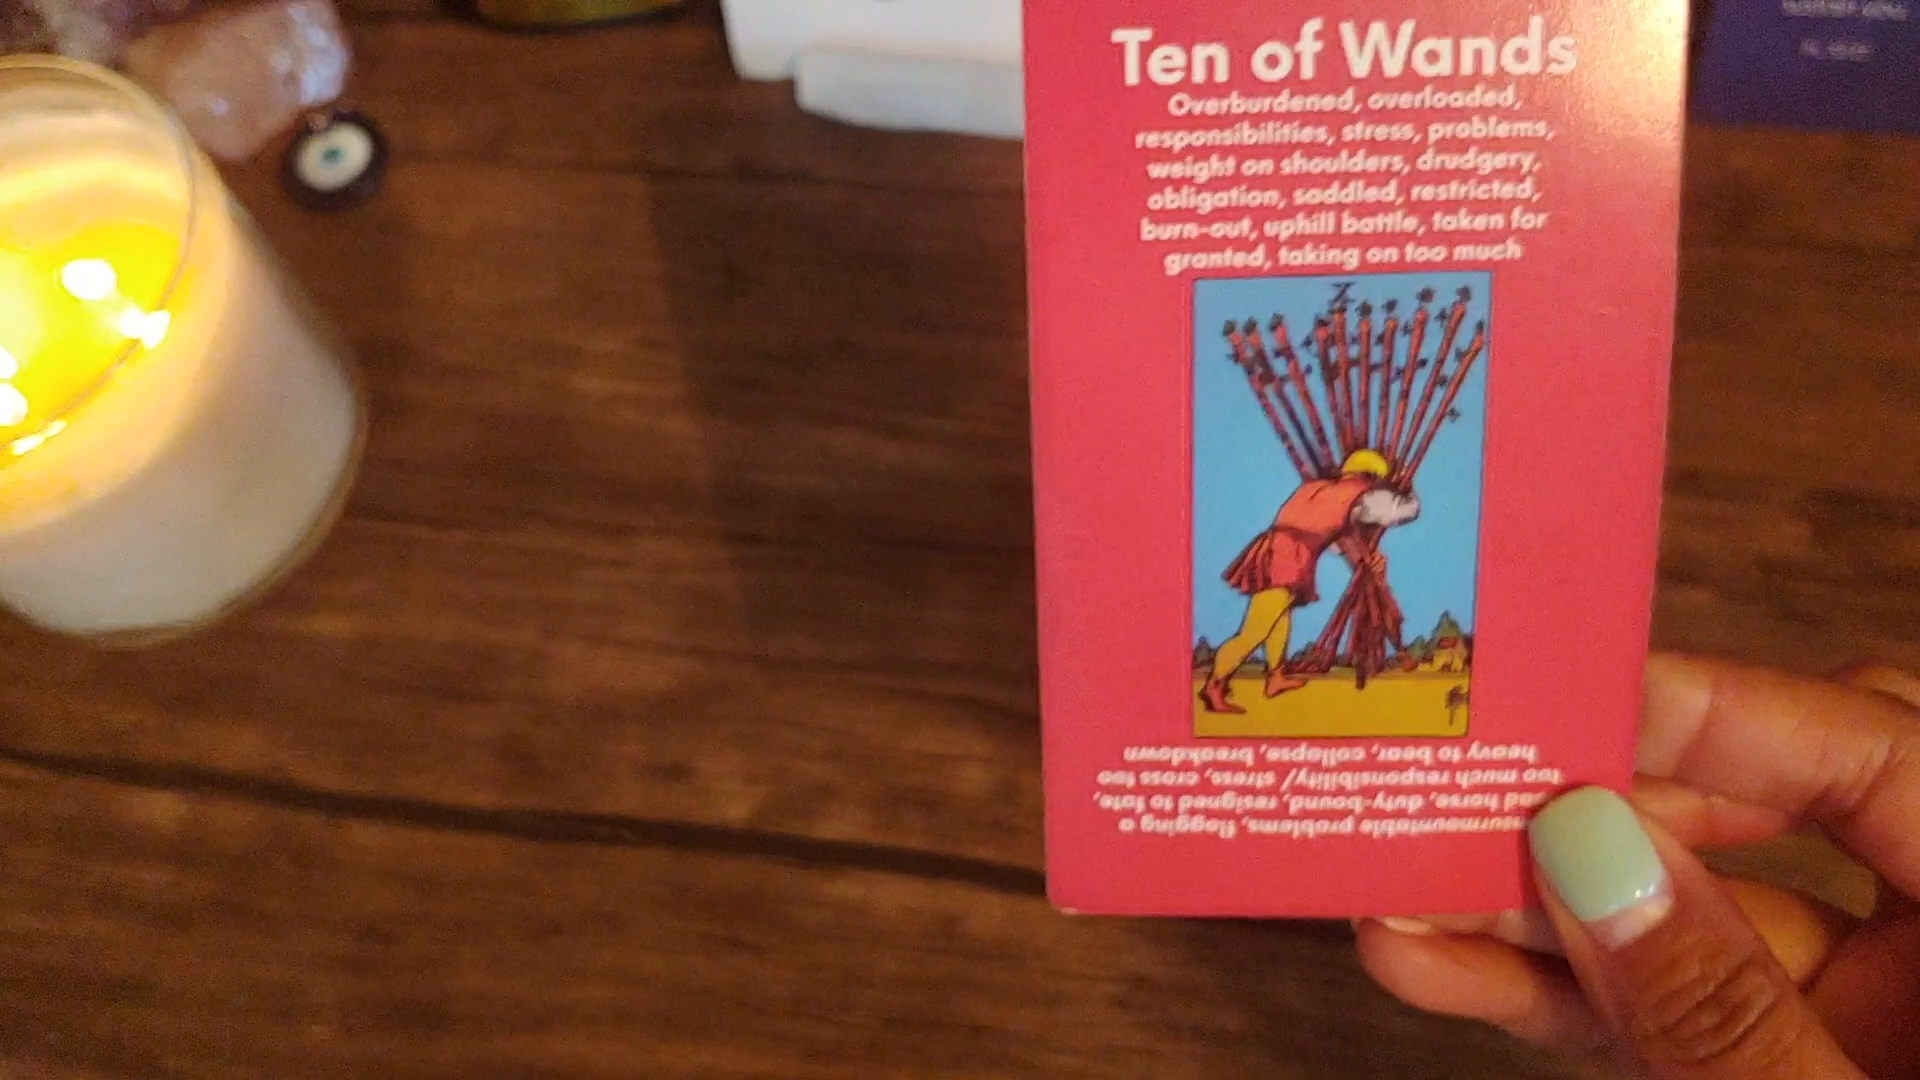 Ten of Wands
Overburdened, overloaded,
responsibilities, stress, problems,
weight on shoulders, drudgery,
obligation, saddled, restricted,
burn-out, uphill battle, taken for
granted, taking on too much
X
insurmountable problems, flogging a
dead horse, duty-bound, resigned to fate,
too much responsibility/ stress, cross too
heavy to bear, collapse, breakdown